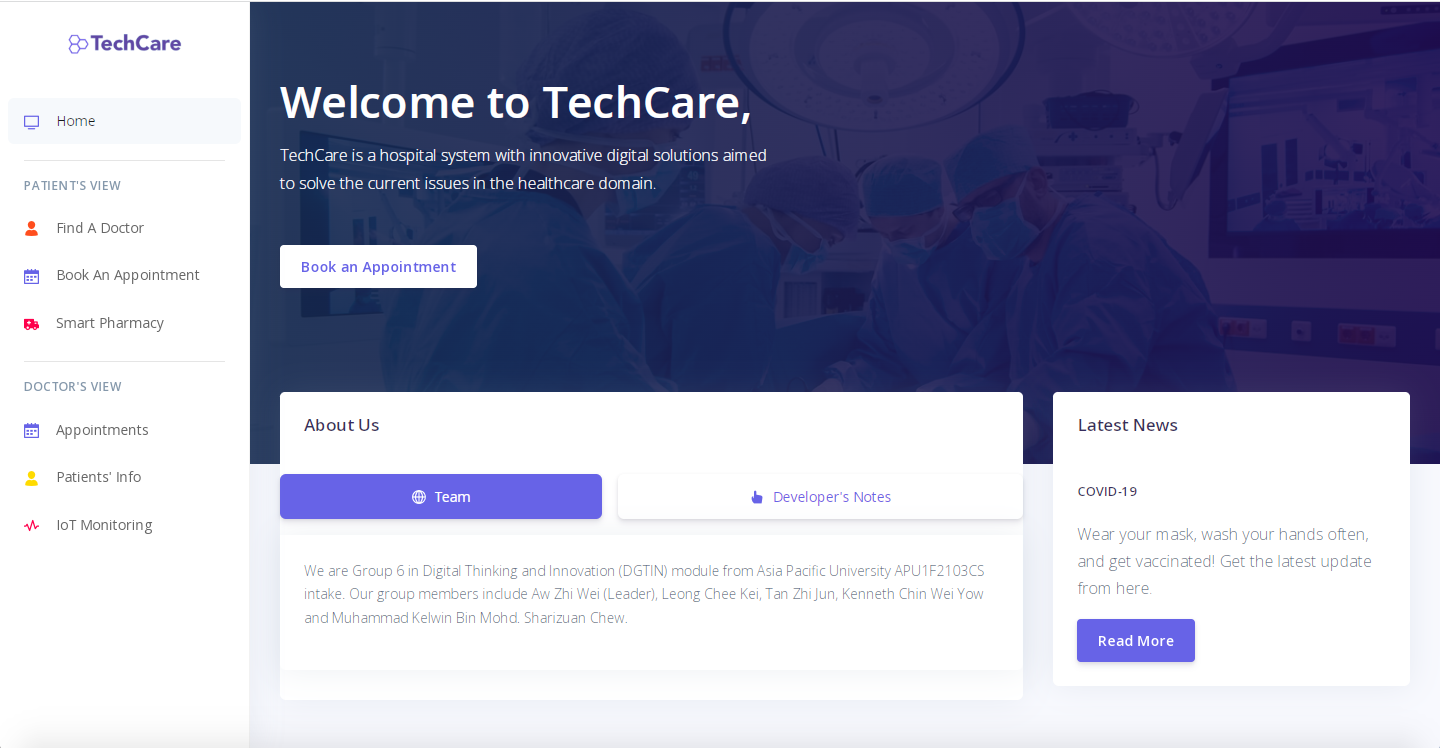 TechCare
Home
PATIENT'S VIEW
Find A Doctor
Book An Appointment
Smart Pharmacy
DOCTOR'S VIEW
Appointments
Patients' Info
IoT Monitoring
Welcome to TechCare,
TechCare is a hospital system with innovative digital solutions aimed
to solve the current issues in the healthcare domain.
Book an Appointment
About Us
Team
Developer's Notes
We are Group 6 in Digital Thinking and Innovation (DGTIN) module from Asia Pacific University APU1F2103CS
intake. Our group members include Aw Zhi Wei (Leader), Leong Chee Kei, Tan Zhi Jun, Kenneth Chin Wei Yow
and Muhammad Kelwin Bin Mohd. Sharizuan Chew.
Latest News
COVID-19
Wear your mask, wash your hands often,
and get vaccinated! Get the latest update
from here.
Read More